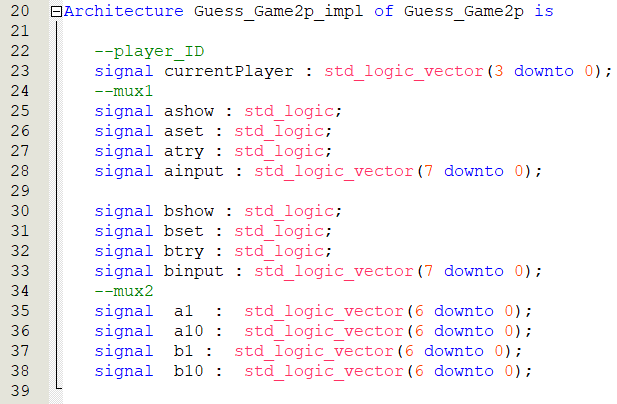 20 Architecture Guess_Game2p_impl of Guess_Game2p is
21
22 --player_ID
23 signal currentPlayer : std_logic_vector(3 downto 0);
24 --mux1
25 signal ashow : std_logic;
26 signal aset : std_logic;
27 signal atry : std_logic;
28 signal ainput : std_logic_vector(7 downto 0);
29
30 signal bshow : std_logic;
31 signal bset : std_logic;
32 signal btry : std_logic;
33 signal binput : std_logic_vector(7 downto 0);
34 --mux2
35 signal  a1  :  std_logic_vector(6 downto 0);
36 signal  a10 :  std_logic_vector(6 downto 0);
37 signal  b1 :  std_logic_vector(6 downto 0);
38 signal  b10 :  std_logic_vector(6 downto 0);
39